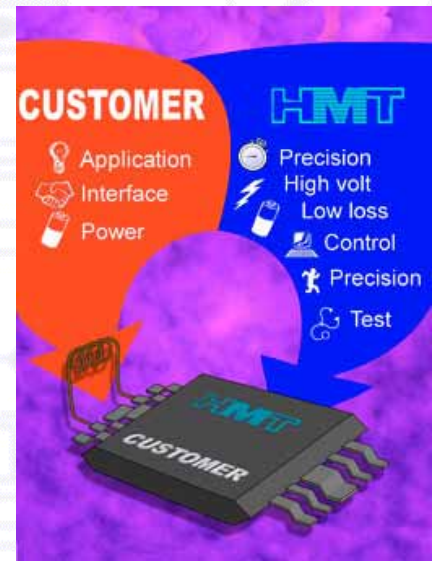 CUSTOMER
Application
Interface
Power
HMT
Precision
High volt
Low loss
Control
Precision
Test
HMT
CUSTOMER